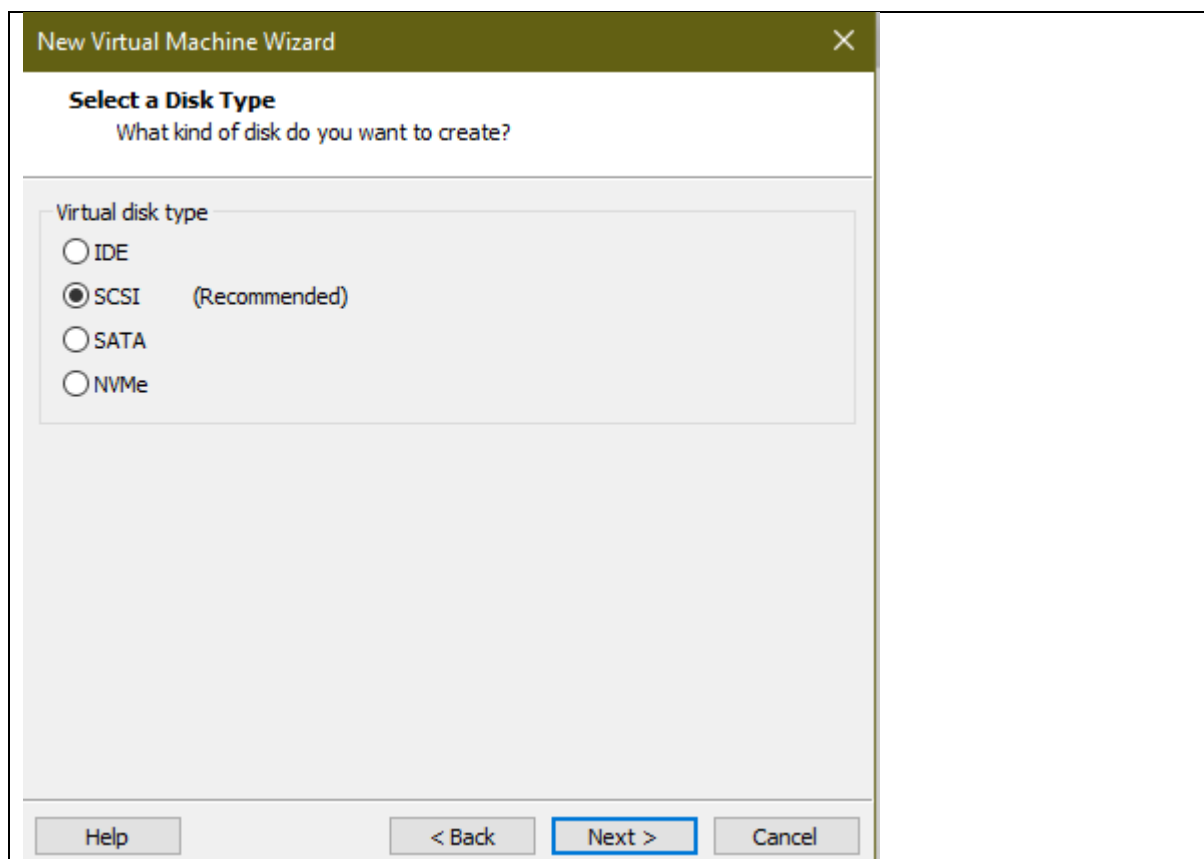 New Virtual Machine Wizard
Select a Disk Type
What kind of disk do you want to create?
Virtual disk type
IDE
SCSI (Recommended)
SATA
NVMe
Help < Back Next > Cancel